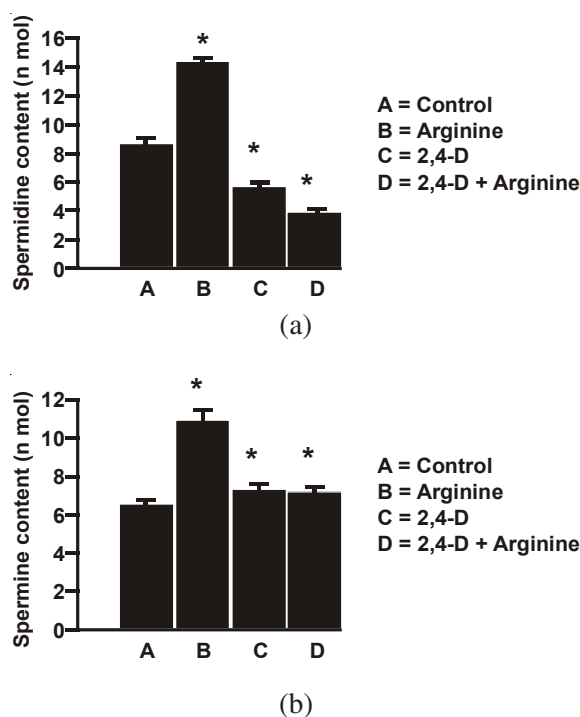 Spermidine content (n mol)
16
14
12
10
8
6
4
2
0
*
*
*
A B C D
A = Control
B = Arginine
C = 2,4-D
D = 2,4-D + Arginine
(a)
Spermine content (n mol)
12
10
8
6
4
2
0
*
*
*
A B C D
A = Control
B = Arginine
C = 2,4-D
D = 2,4-D + Arginine
(b)